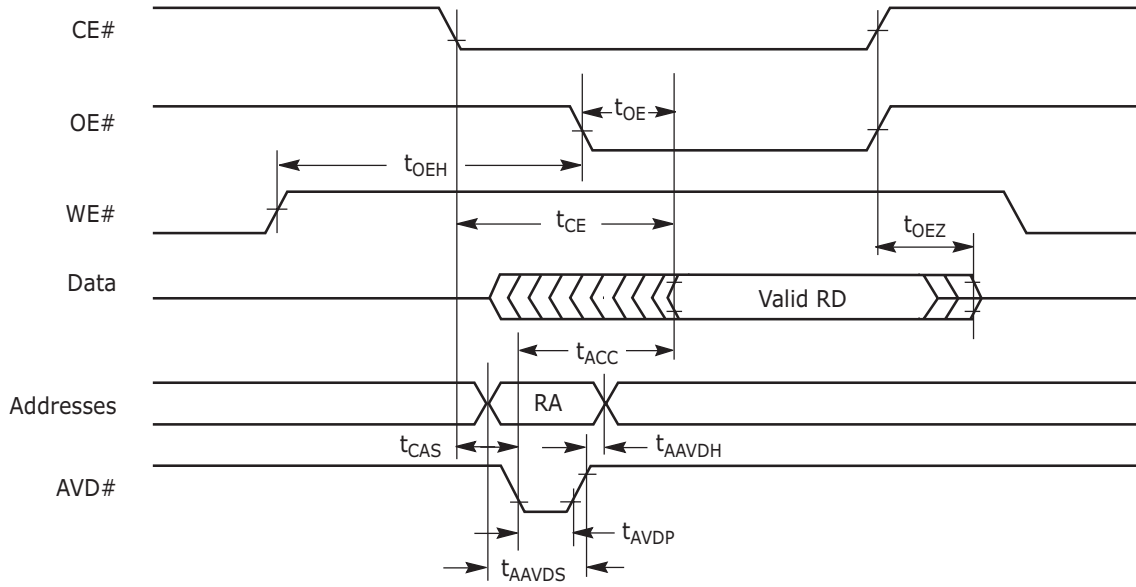 CE#
OE#
tOE
tOEH
WE#
tCE
tOEZ
Data
Valid RD
tACC
Addresses
RA
tCAS
tAAVDH
AVD#
tAVDP
tAAVDS